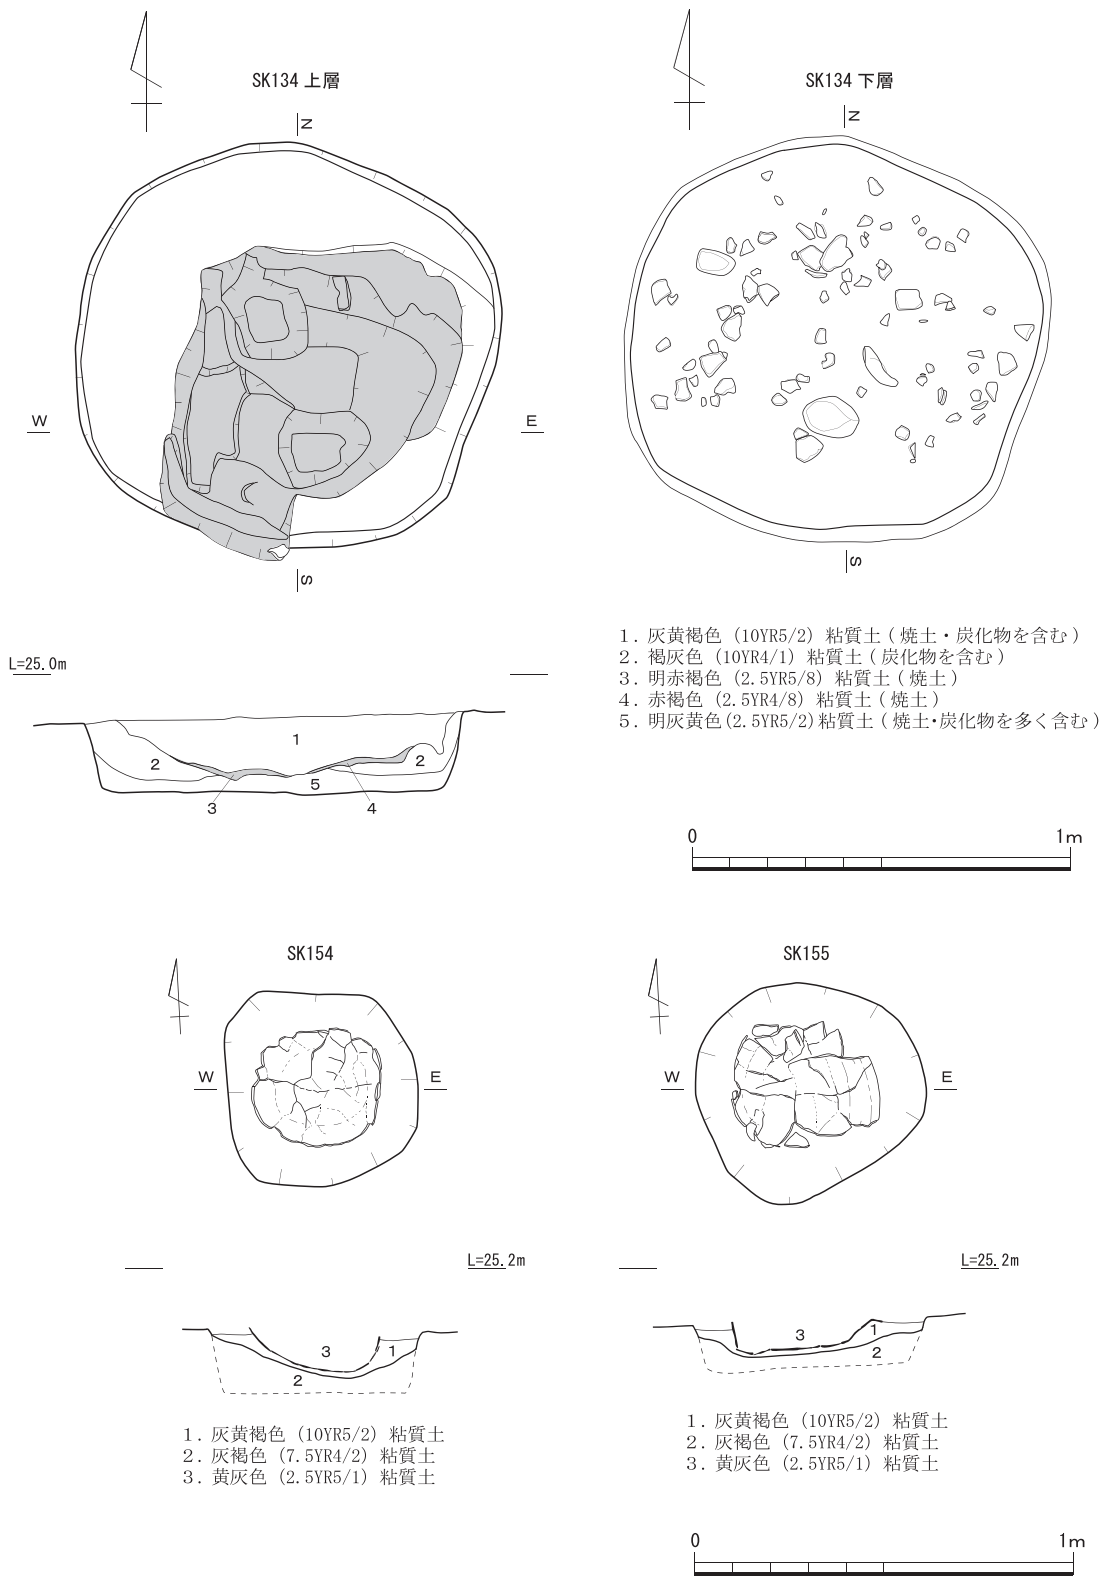 SK134 上層
N
W
E
S
SK134 下層
N
S
L=25.0m
1
2
2
5
3
4
1. 灰黄褐色（10YR5/2）粘質土（焼土・炭化物を含む）
2. 褐灰色（10YR4/1）粘質土（炭化物を含む）
3. 明赤褐色（2.5YR5/8）粘質土（焼土）
4. 赤褐色（2.5YR4/8）粘質土（焼土）
5. 明灰黄色（2.5YR5/2）粘質土（焼土・炭化物を多く含む）
0 1m
SK154
W
E
L=25.2m
3
1
2
1. 灰黄褐色（10YR5/2）粘質土
2. 灰褐色（7.5YR4/2）粘質土
3. 黄灰色（2.5YR5/1）粘質土
SK155
W
E
L=25.2m
3
1
2
1. 灰黄褐色（10YR5/2）粘質土
2. 灰褐色（7.5YR4/2）粘質土
3. 黄灰色（2.5YR5/1）粘質土
0 1m